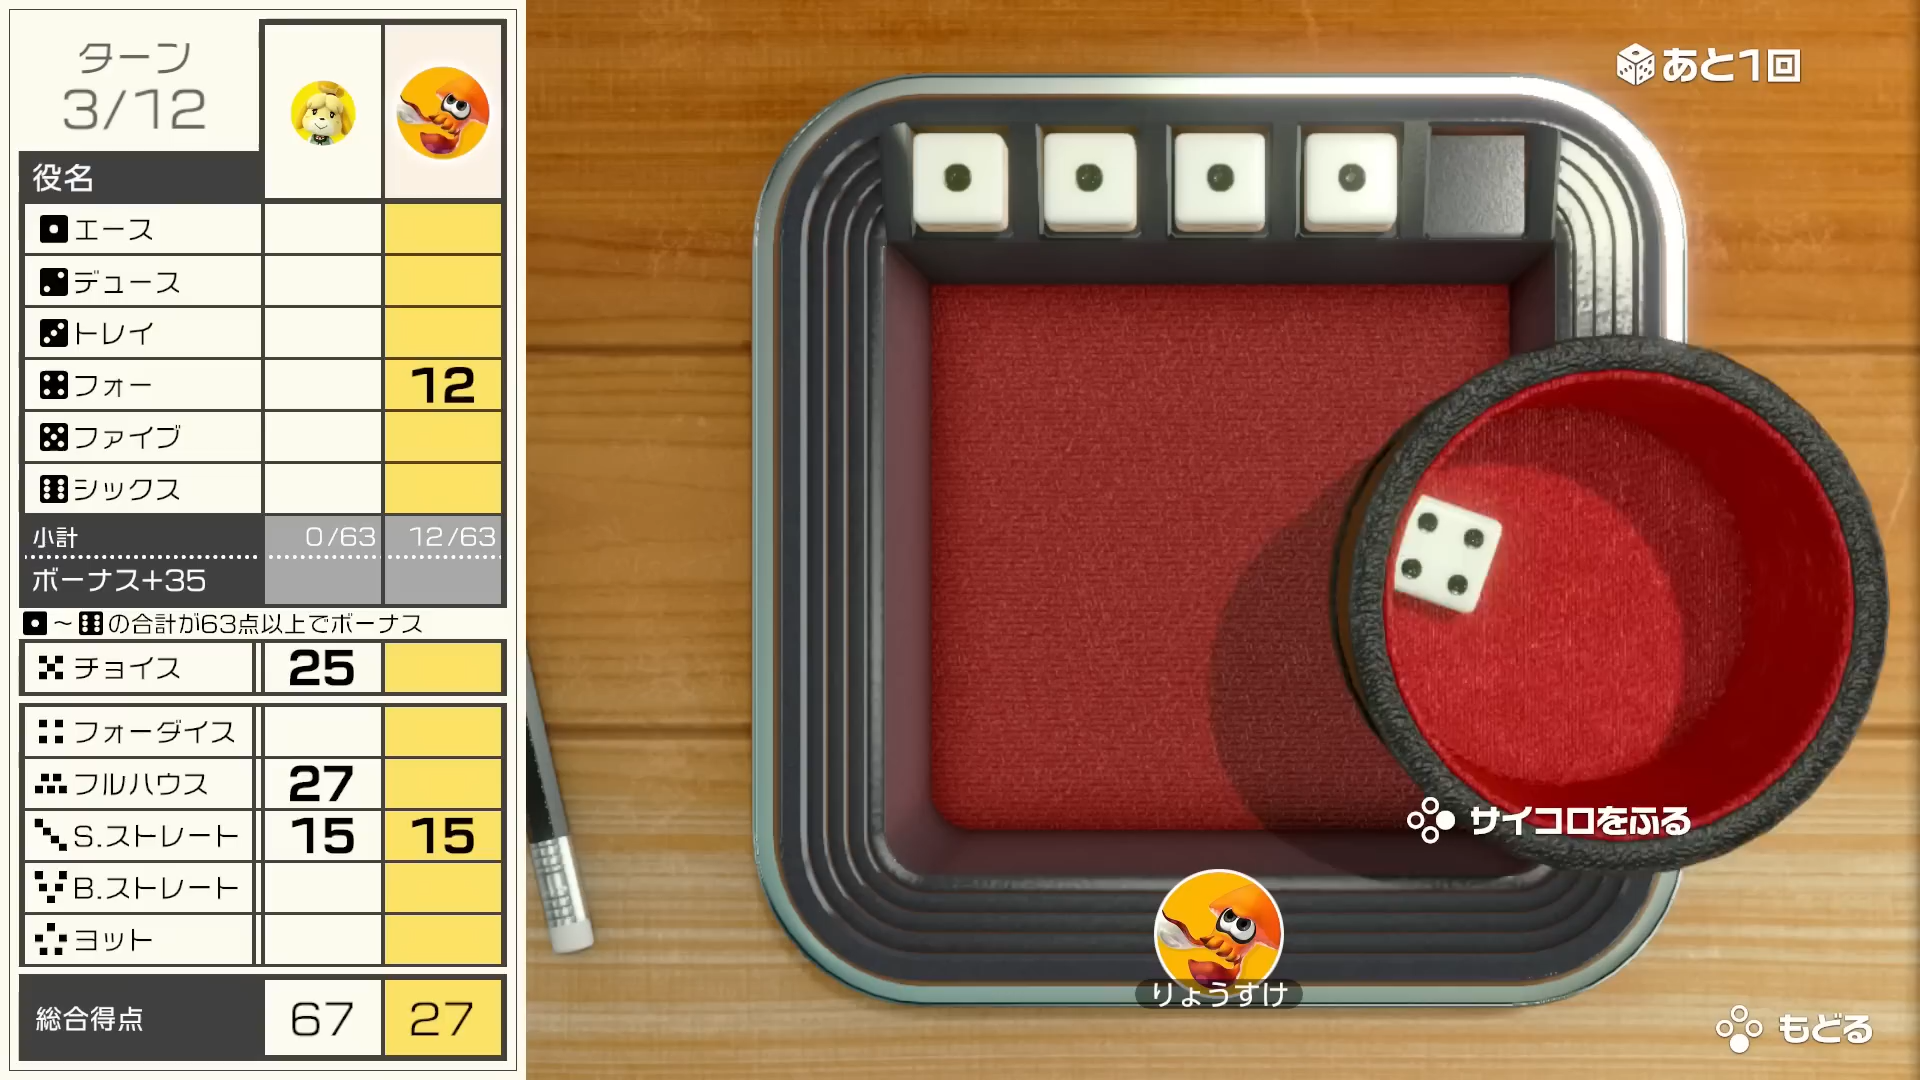 ターン
3/12
役名
エース
デュース
トレイ
フォー 12
ファイブ
シックス
小計 0/63 12/63
ボーナス+35
~の合計が63点以上でボーナス
チョイス 25
フォーダイス
フルハウス 27
S.ストレート 15 15
B.ストレート
ヨット
総合得点 67 27
あと1回
サイコロをふる
りょうすけ
もどる